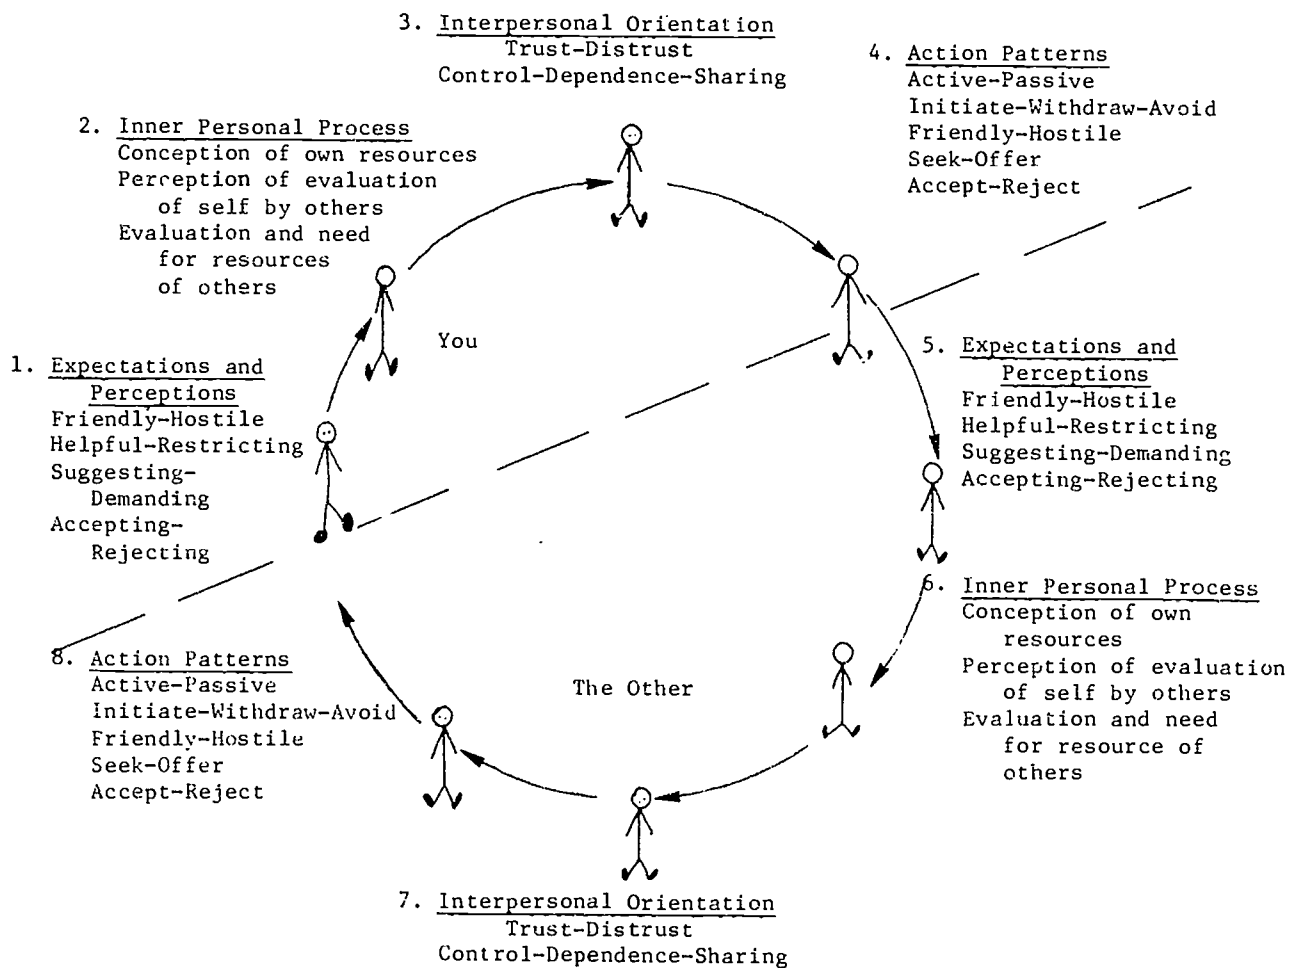 3. Interpersonal Orientation
Trust-Distrust
Control-Dependence-Sharing
4. Action Patterns
Active-Passive
Initiate-Withdraw-Avoid
Friendly-Hostile
Seek-Offer
Accept-Reject
2. Inner Personal Process
Conception of own resources
Perception of evaluation
of self by others
Evaluation and need
for resources
of others
You
1. Expectations and
Perceptions
Friendly-Hostile
Helpful-Restricting
Suggesting-
Demanding
Accepting-
Rejecting
5. Expectations and
Perceptions
Friendly-Hostile
Helpful-Restricting
Suggesting-Demanding
Accepting-Rejecting
6. Inner Personal Process
Conception of own
resources
Perception of evaluation
of self by others
Evaluation and need
for resource of
others
The Other
8. Action Patterns
Active-Passive
Initiate-Withdraw-Avoid
Friendly-Hostile
Seek-Offer
Accept-Reject
7. Interpersonal Orientation
Trust-Distrust
Control-Dependence-Sharing